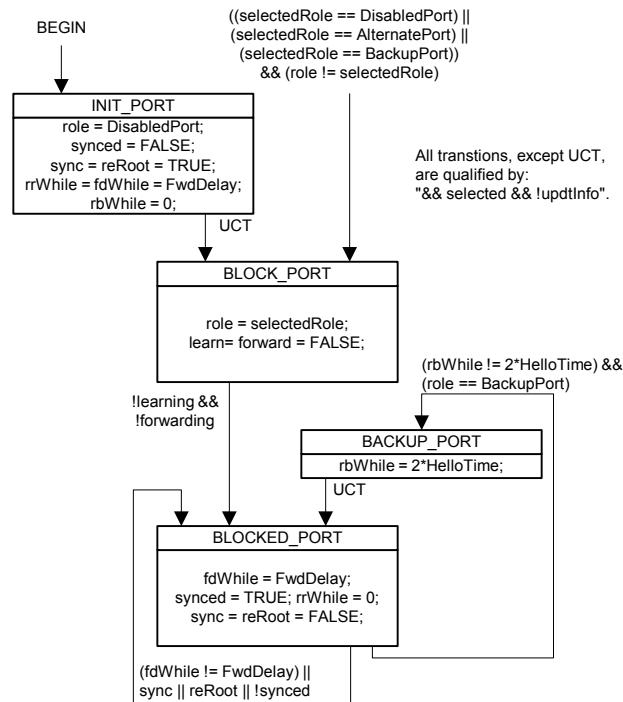 BEGIN
((selectedRole == DisabledPort) ||
(selectedRole == AlternatePort) ||
(selectedRole == BackupPort))
&& (role != selectedRole)
INIT_PORT
role = DisabledPort;
synced = FALSE;
sync = reRoot = TRUE;
rrWhile = fdWhile = FwdDelay;
rbWhile = 0;
All transtions, except UCT,
are qualified by:
"&& selected && !updtInfo".
UCT
BLOCK_PORT
role = selectedRole;
learn= forward = FALSE;
(rbWhile != 2*HelloTime) &&
(role == BackupPort)
!learning &&
!forwarding
BACKUP_PORT
rbWhile = 2*HelloTime;
UCT
BLOCKED_PORT
fdWhile = FwdDelay;
synced = TRUE; rrWhile = 0;
sync = reRoot = FALSE;
(fdWhile != FwdDelay) ||
sync || reRoot || !synced